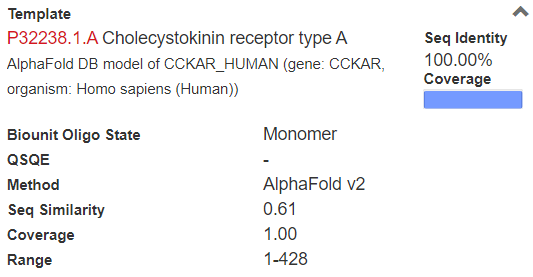 Template
P32238.1.A Cholecystokinin receptor type A
AlphaFold DB model of CCKAR_HUMAN (gene: CCKAR,
organism: Homo sapiens (Human))
Seq Identity
100.00%
Coverage
Biounit Oligo State Monomer
QSQE -
Method AlphaFold v2
Seq Similarity 0.61
Coverage 1.00
Range 1-428